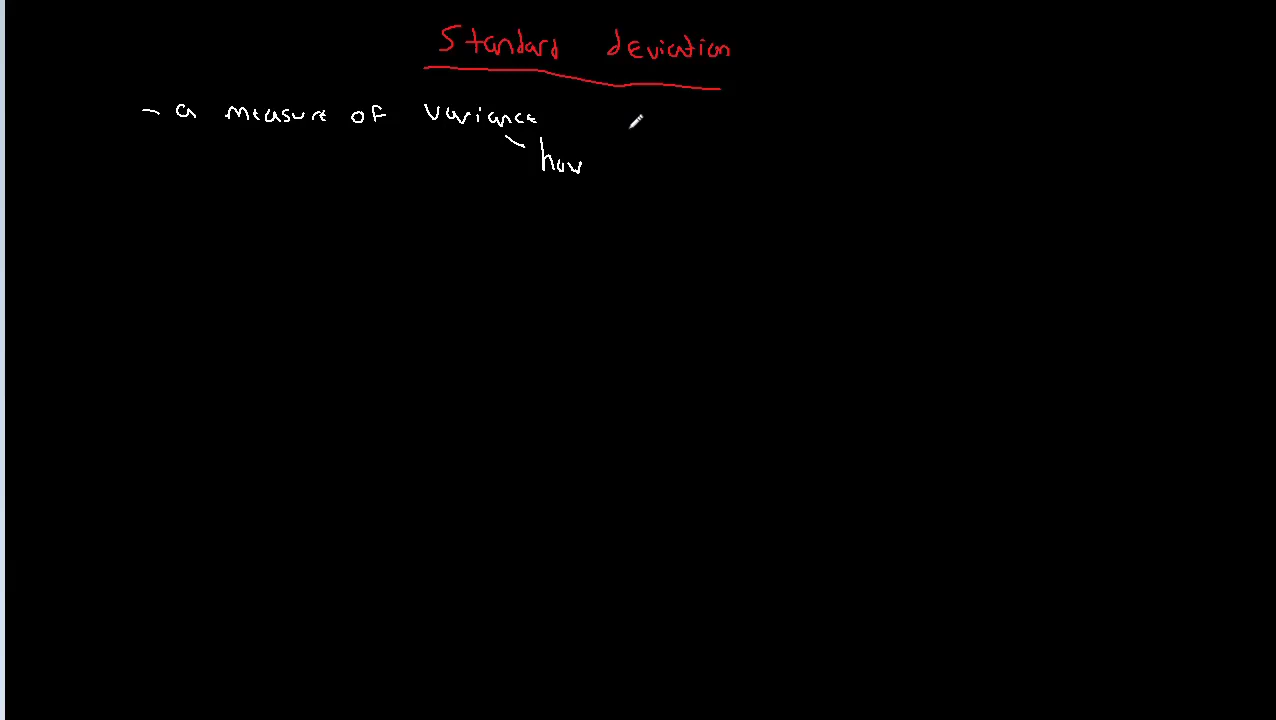 Standard deviation
- a measure of variance
- how